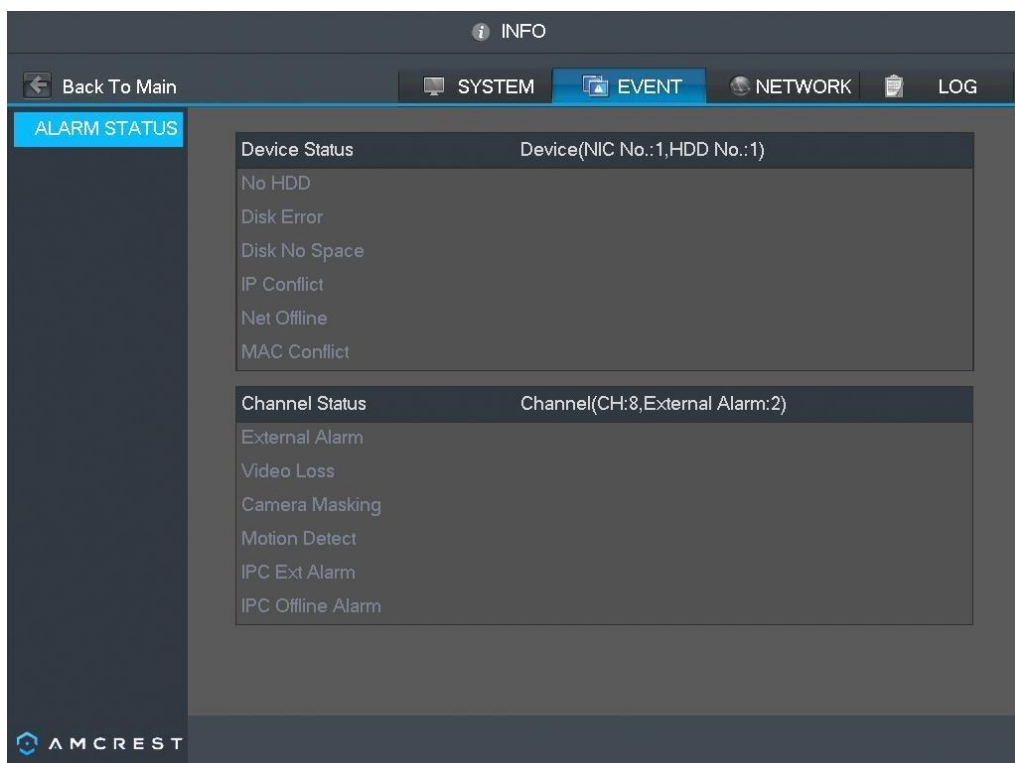 INFO
Back To Main
SYSTEM
EVENT
NETWORK
LOG
ALARM STATUS
Device Status Device(NIC No.:1,HDD No.:1)
No HDD
Disk Error
Disk No Space
IP Conflict
Net Offline
MAC Conflict
Channel Status Channel(CH:8,External Alarm:2)
External Alarm
Video Loss
Camera Masking
Motion Detect
IPC Ext Alarm
IPC Offline Alarm
AMCREST